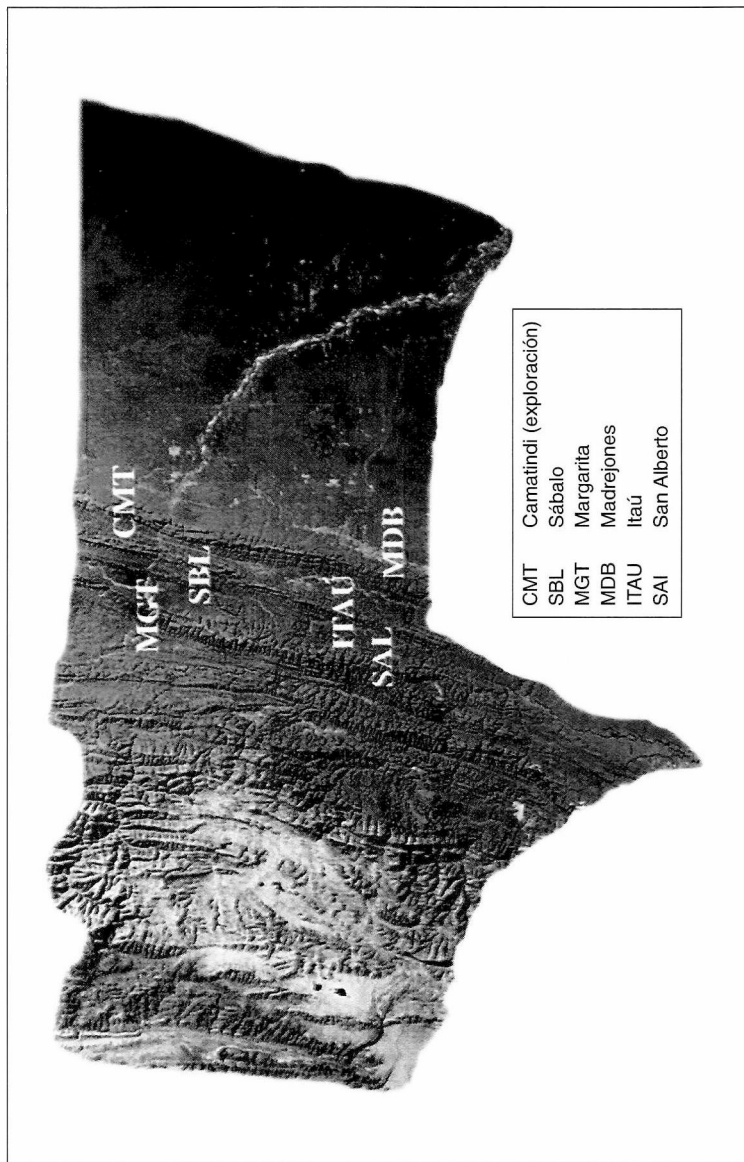 CMT
MGT
SBL
ITAÚ
SAL
MDB
CMT Camatindi (exploración)
SBL Sábalo
MGT Margarita
MDB Madrejones
ITAU Itaú
SAI San Alberto